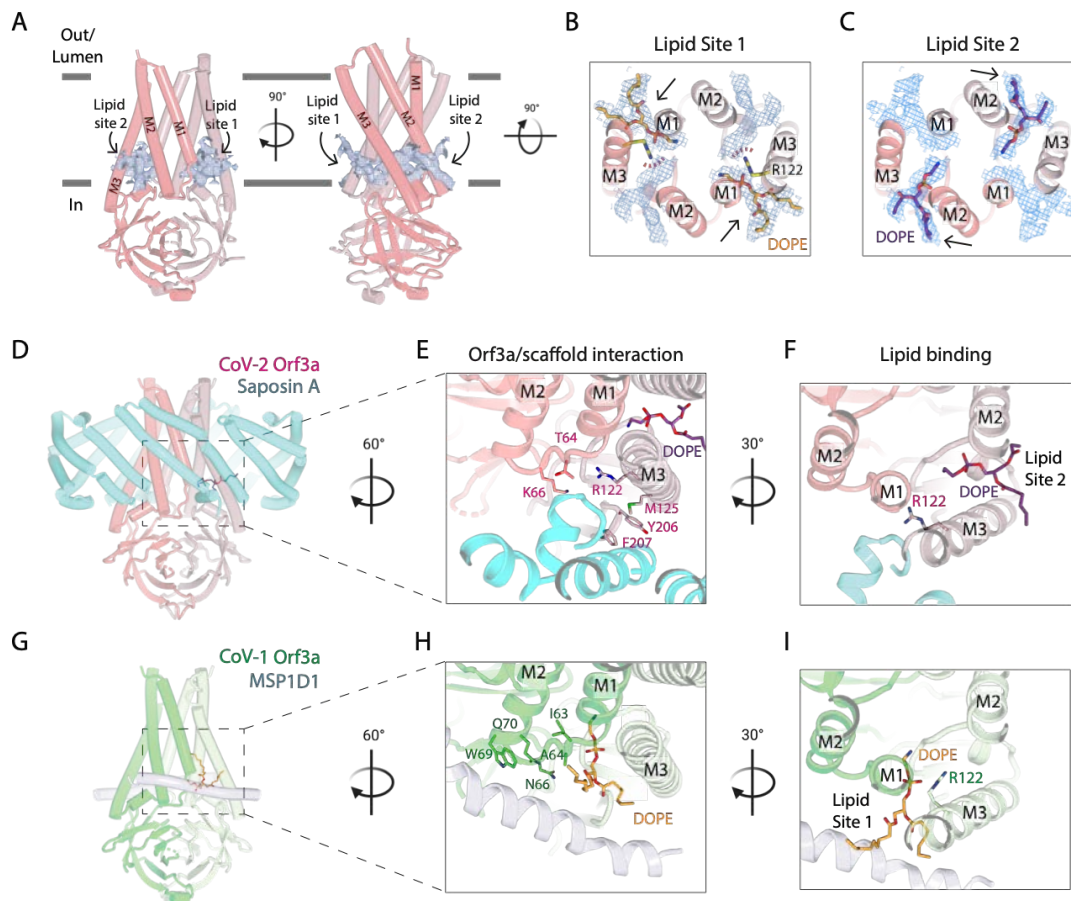 A
Out/
Lumen
In
Lipid
site 2
M2
M1
Lipid
site 1
M3
90°
Lipid
site 1
M3
M2
M1
Lipid
site 2
90°
B
Lipid Site 1
M1
M2
M3
M3
R122
M1
M2
DOPE
C
Lipid Site 2
M2
M1
M3
M3
M1
M2
DOPE
D
CoV-2 Orf3a
Saposin A
60°
E
Orf3a/scaffold interaction
M2
M1
T64
DOPE
M3
K66
R122
M125
Y206
F207
30°
F
Lipid binding
M2
M2
M1
R122
DOPE
Lipid
Site 2
M3
G
CoV-1 Orf3a
MSP1D1
60°
H
M2
M1
Q70
I63
W69
A64
M3
N66
DOPE
30°
I
M2
M2
DOPE
M1
R122
Lipid
Site 1
M3